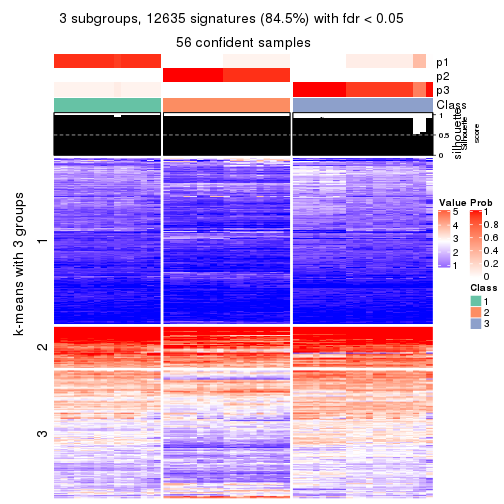 3 subgroups, 12635 signatures (84.5%) with fdr < 0.05
56 confident samples
p1
p2
p3
Class
1
0.5
0
silhouette
Silhouette
score
k-means with 3 groups
1
2
3
Value
5
4
3
2
1
Prob
1
0.8
0.6
0.4
0.2
0
Class
1
2
3